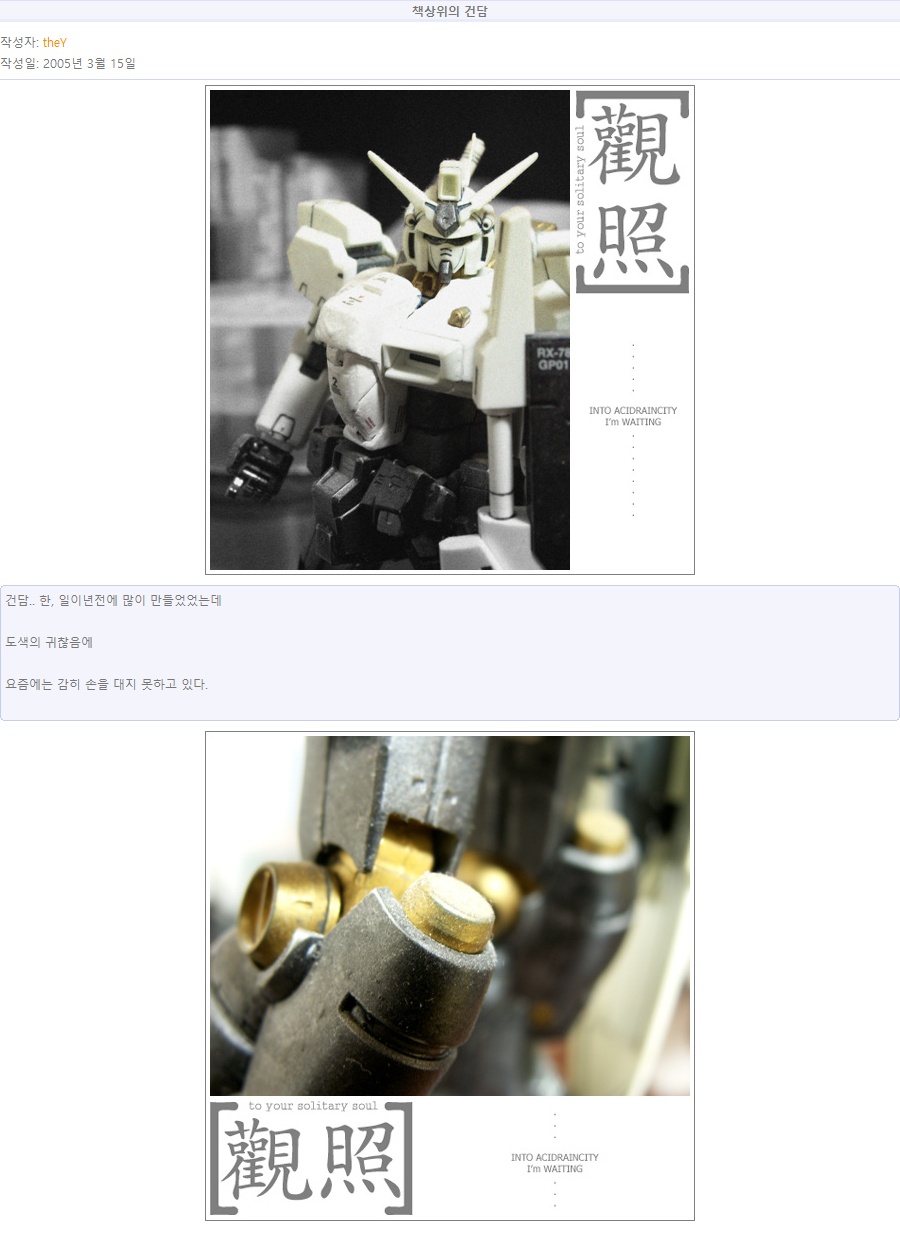 책상위의 건담
작성자: theY
작성일: 2005년 3월 15일
觀
照
to your solitary soul
RX-78
GP01
INTO ACIDRAINCITY
I'm WAITING
건담.. 한, 일이년전에 많이 만들었었는데
도색의 귀찮음에
요즘에는 감히 손을 대지 못하고 있다.
to your solitary soul
觀照
INTO ACIDRAINCITY
I'm WAITING